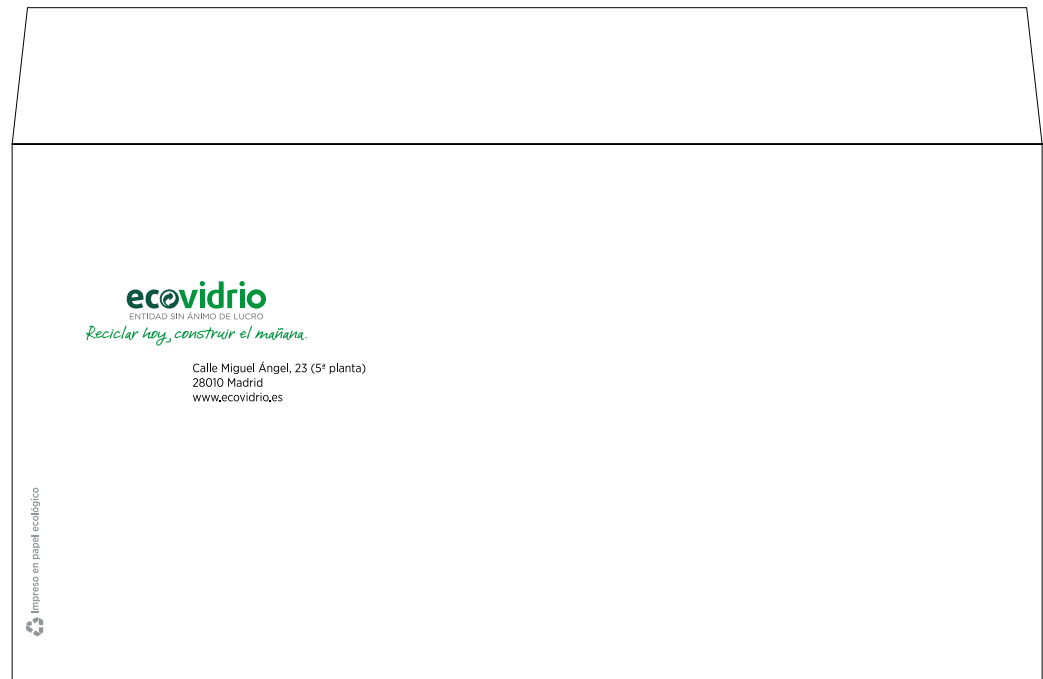 ecovidrio
ENTIDAD SIN ÁNIMO DE LUCRO
Reciclar hoy, construir el mañana.
Calle Miguel Ángel, 23 (5ª planta)
28010 Madrid
www.ecovidrio.es
Impreso en papel ecológico